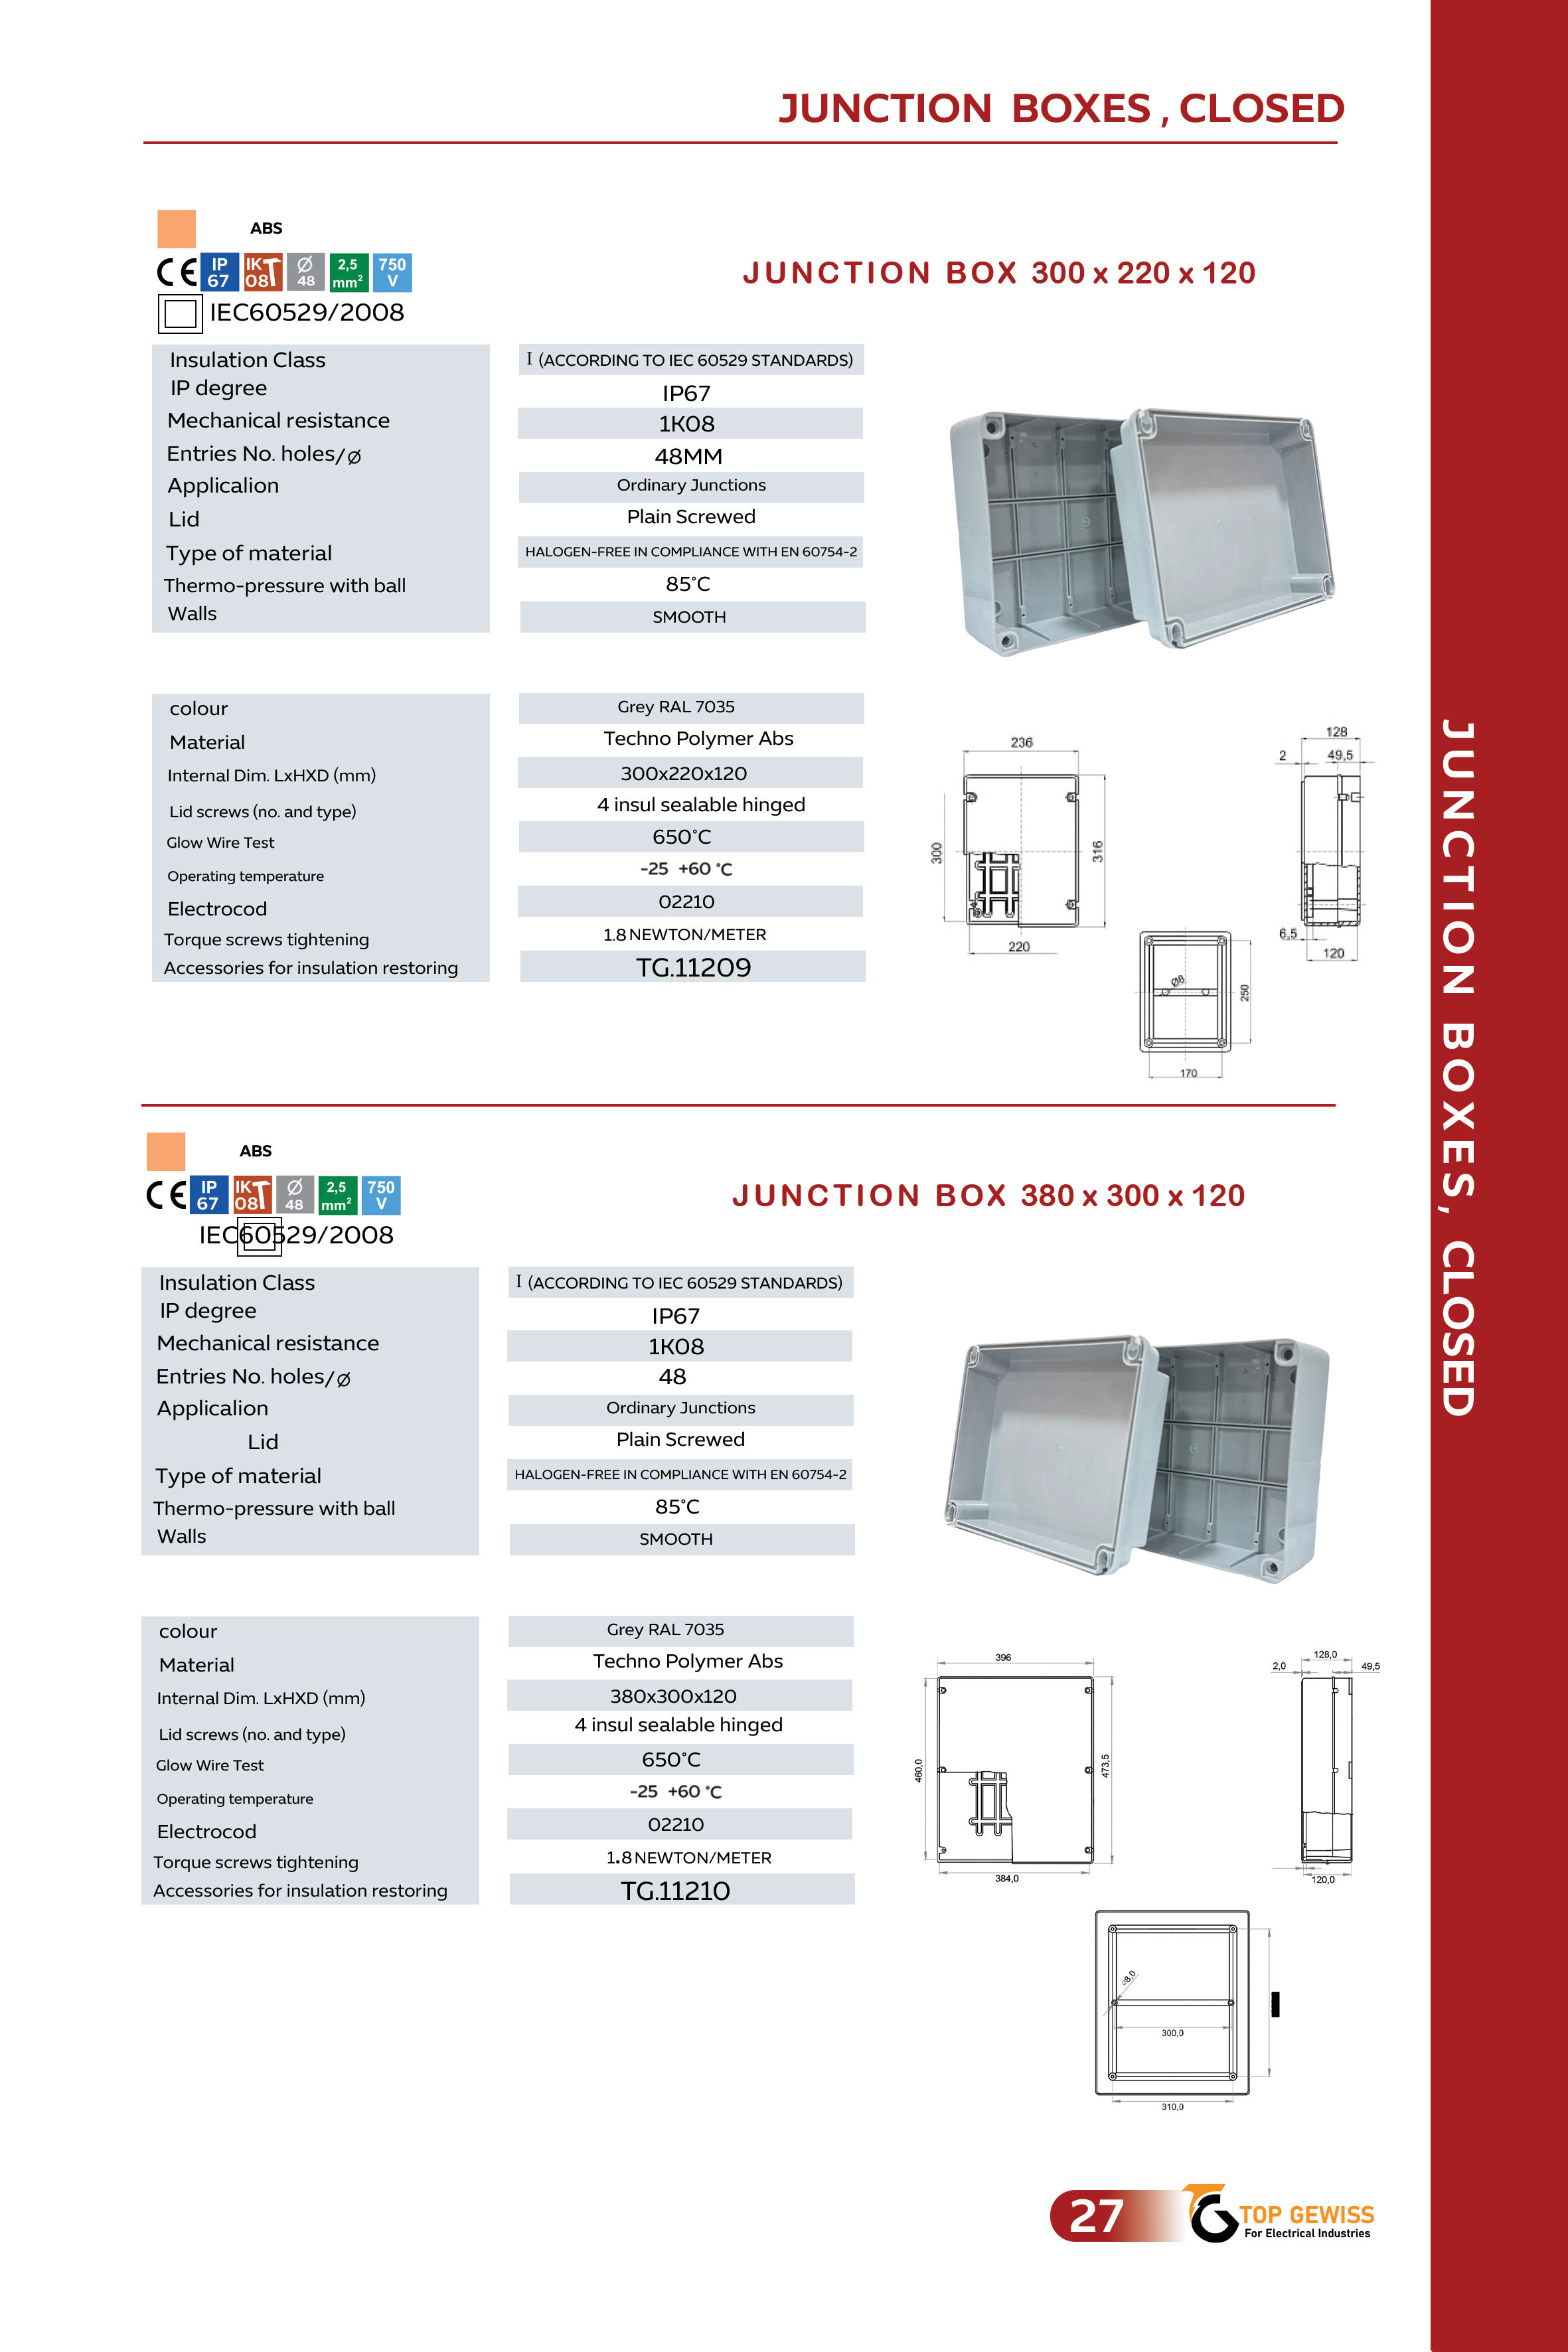 JUNCTION BOXES , CLOSED
ABS
CE IP 67 IK 08 Ø 48 2,5 mm² 750 V
IEC60529/2008
JUNCTION BOX 300 x 220 x 120
Insulation Class I (ACCORDING TO IEC 60529 STANDARDS)
IP degree IP67
Mechanical resistance 1K08
Entries No. holes/Ø 48MM
Applicalion Ordinary Junctions
Lid Plain Screwed
Type of material HALOGEN-FREE IN COMPLIANCE WITH EN 60754-2
Thermo-pressure with ball 85°C
Walls SMOOTH
colour Grey RAL 7035
Material Techno Polymer Abs
Internal Dim. LxHXD (mm) 300x220x120
Lid screws (no. and type) 4 insul sealable hinged
Glow Wire Test 650°C
Operating temperature -25 +60 °C
Electrocod 02210
Torque screws tightening 1.8 NEWTON/METER
Accessories for insulation restoring TG.11209
236
300
316
220
128
2
49,5
6,5
120
Ø8
250
170
ABS
CE IP 67 IK 08 Ø 48 2,5 mm² 750 V
IEC60529/2008
JUNCTION BOX 380 x 300 x 120
Insulation Class I (ACCORDING TO IEC 60529 STANDARDS)
IP degree IP67
Mechanical resistance 1K08
Entries No. holes/Ø 48
Applicalion Ordinary Junctions
Lid Plain Screwed
Type of material HALOGEN-FREE IN COMPLIANCE WITH EN 60754-2
Thermo-pressure with ball 85°C
Walls SMOOTH
colour Grey RAL 7035
Material Techno Polymer Abs
Internal Dim. LxHXD (mm) 380x300x120
Lid screws (no. and type) 4 insul sealable hinged
Glow Wire Test 650°C
Operating temperature -25 +60 °C
Electrocod 02210
Torque screws tightening 1.8 NEWTON/METER
Accessories for insulation restoring TG.11210
396
460,0
473,5
384,0
128,0
2,0
49,5
120,0
⌀8,0
300,0
310,0
27
TOP GEWISS
For Electrical Industries
JUNCTION BOXES, CLOSED